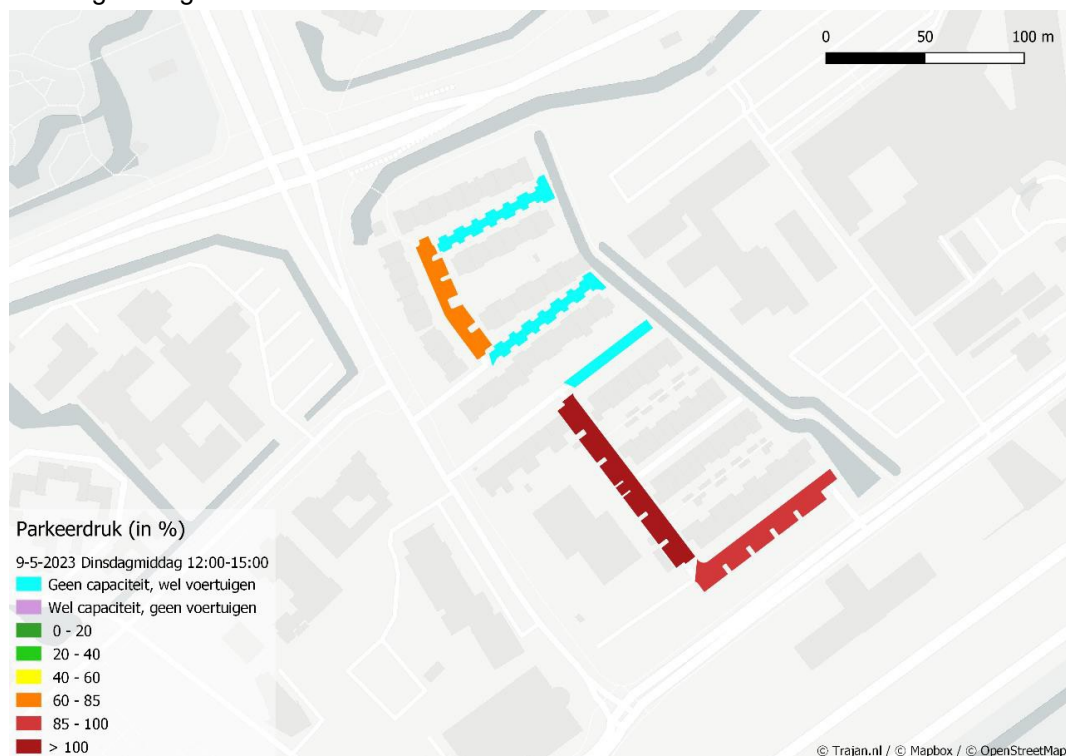 0 50 100 m
Parkeerdruk (in %)
9-5-2023 Dinsdagmiddag 12:00-15:00
Geen capaciteit, wel voertuigen
Wel capaciteit, geen voertuigen
0 - 20
20 - 40
40 - 60
60 - 85
85 - 100
> 100
© Trajan.nl / © Mapbox / © OpenStreetMap